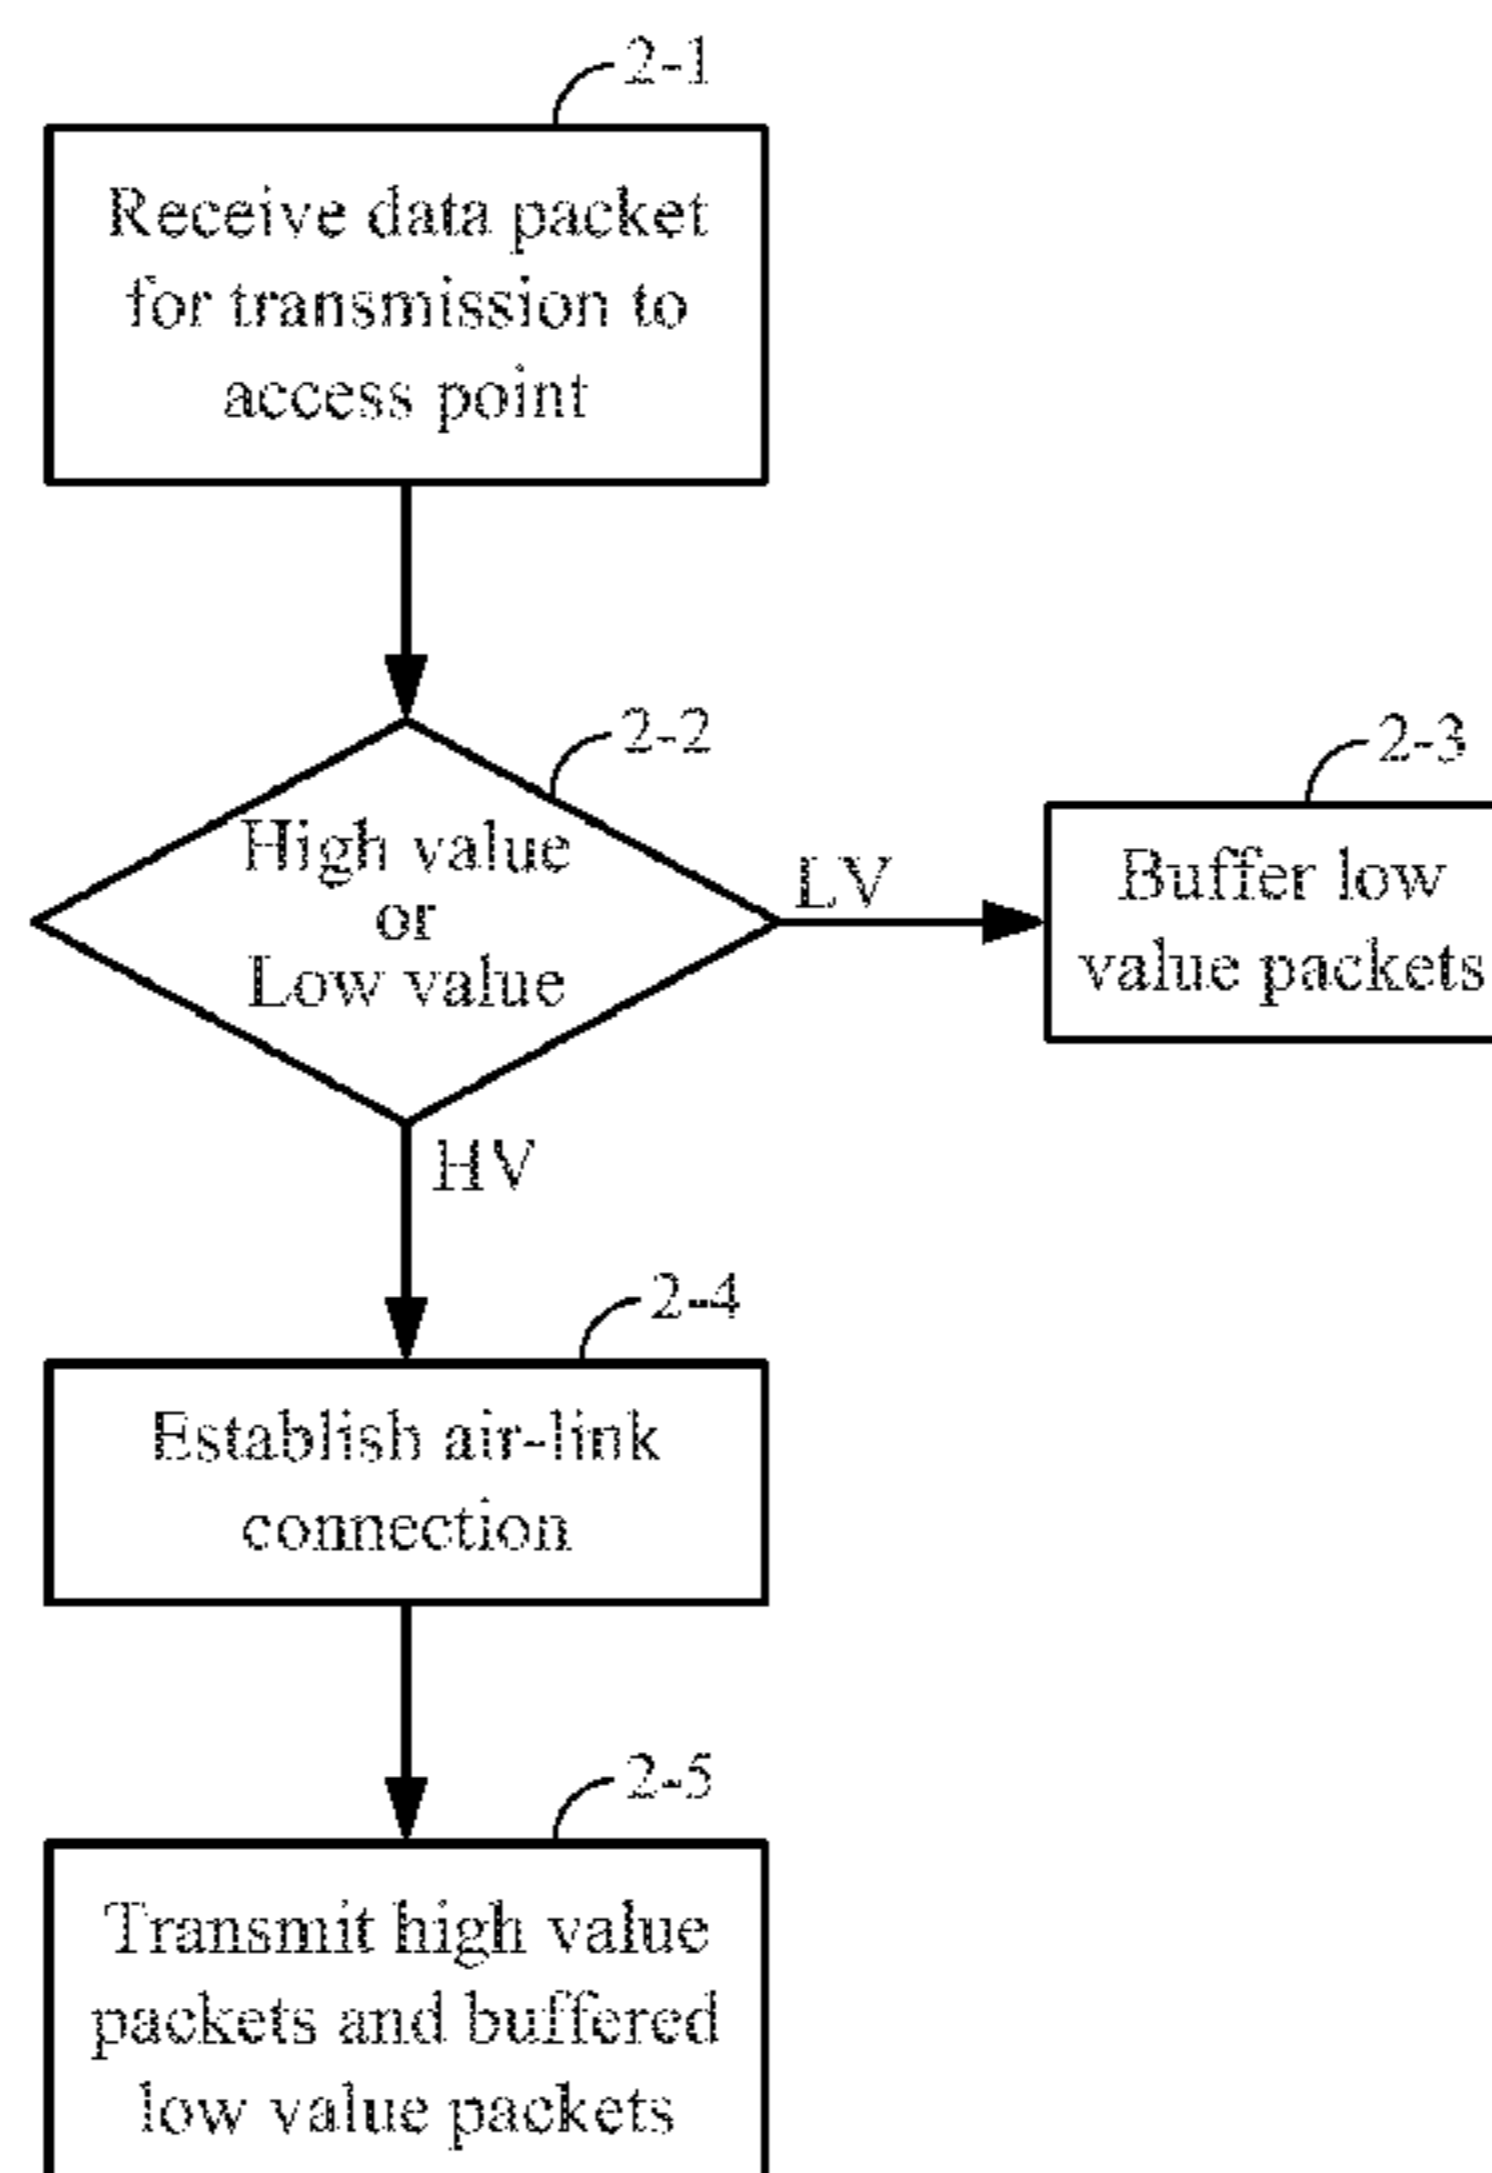 2-1
Receive data packet
for transmission to
access point
2-2
High value
or
Low value
LV
2-3
Buffer low
value packets
HV
2-4
Establish air-link
connection
2-5
Transmit high value
packets and buffered
low value packets